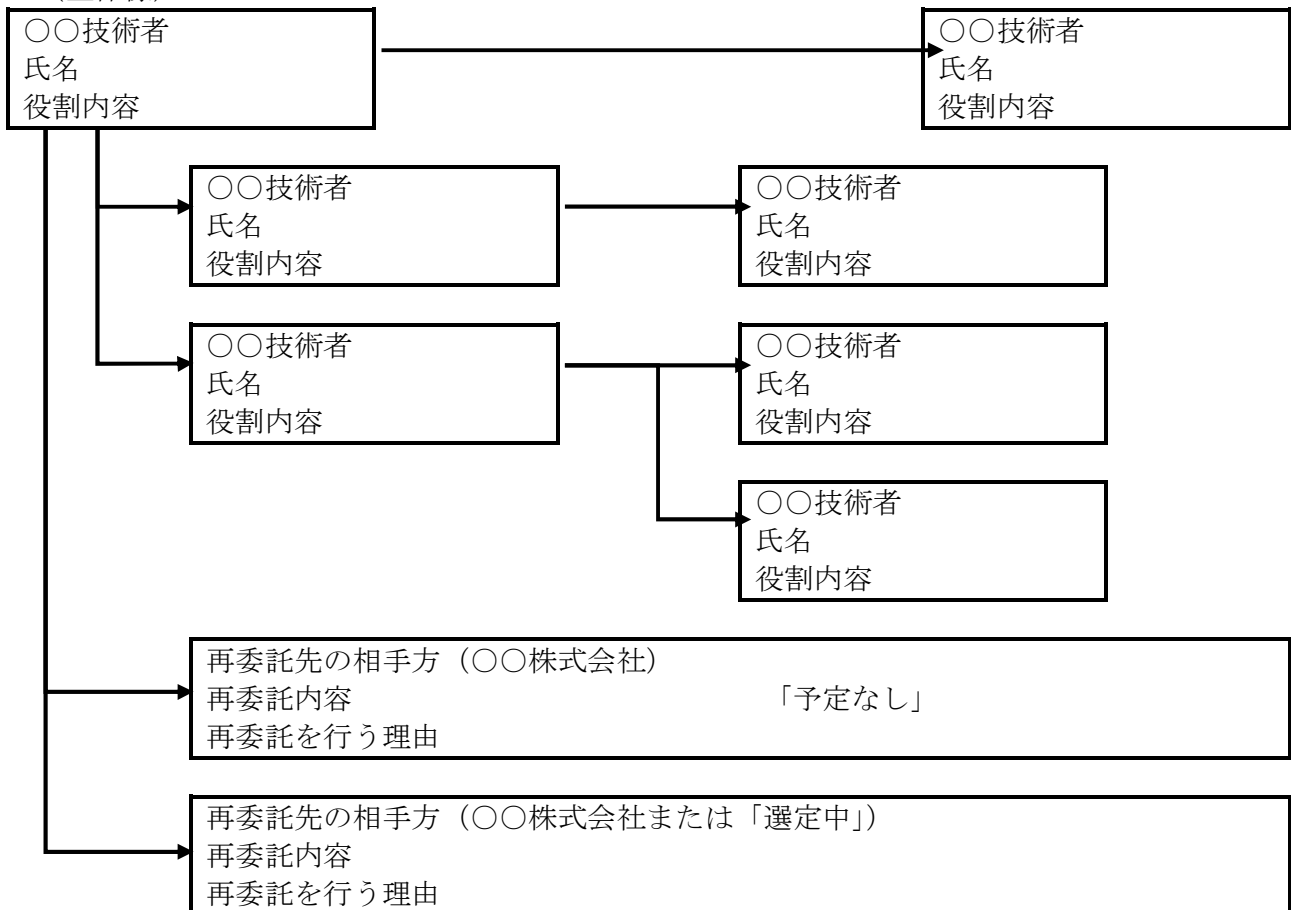 ○○技術者
氏名
役割内容
○○技術者
氏名
役割内容
○○技術者
氏名
役割内容
○○技術者
氏名
役割内容
○○技術者
氏名
役割内容
○○技術者
氏名
役割内容
○○技術者
氏名
役割内容
再委託先の相手方（○○株式会社）
再委託内容 「予定なし」
再委託を行う理由
再委託先の相手方（○○株式会社または「選定中」）
再委託内容
再委託を行う理由